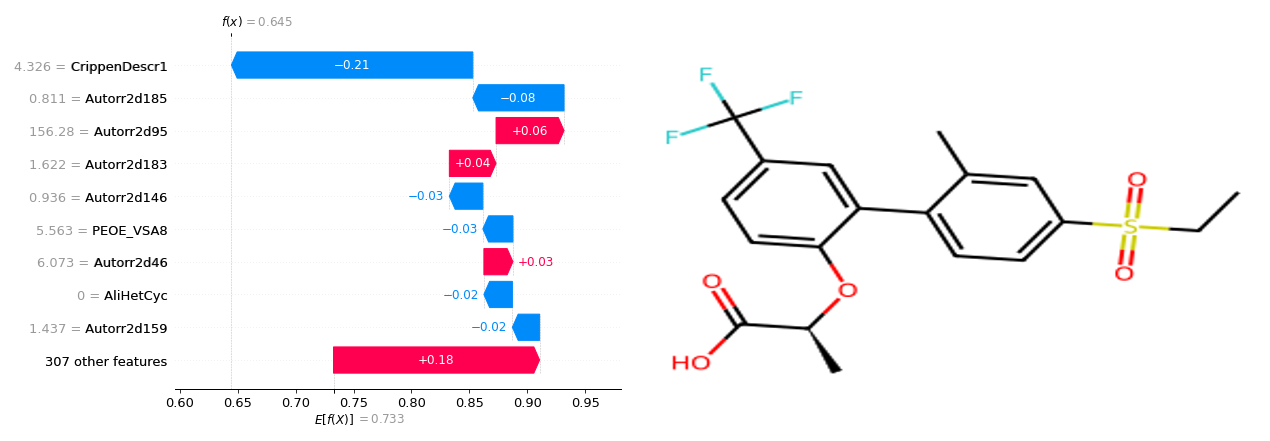 f(x) = 0.645
4.326 = CrippenDescr1
−0.21
0.811 = Autorr2d185
−0.08
156.28 = Autorr2d95
+0.06
1.622 = Autorr2d183
+0.04
0.936 = Autorr2d146
−0.03
5.563 = PEOE_VSA8
−0.03
6.073 = Autorr2d46
+0.03
0 = AliHetCyc
−0.02
1.437 = Autorr2d159
−0.02
307 other features
+0.18
0.60 0.65 0.70 0.75 0.80 0.85 0.90 0.95
E[f(X)] = 0.733
F
F
F
O
S
O
O
O
HO